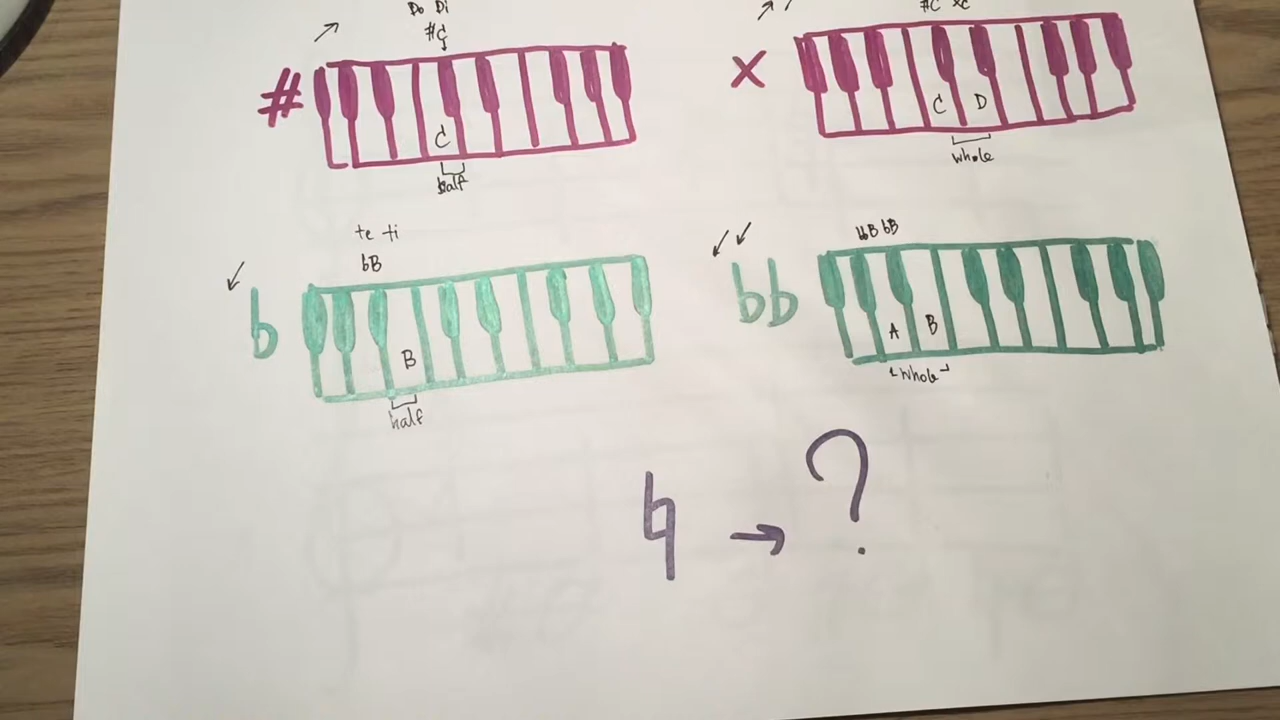 Do Di
#C
#
C
half
#C xC
x
C D
whole
te ti
bB
b
B
half
bbB bB
bb
A B
whole
♮ → ?